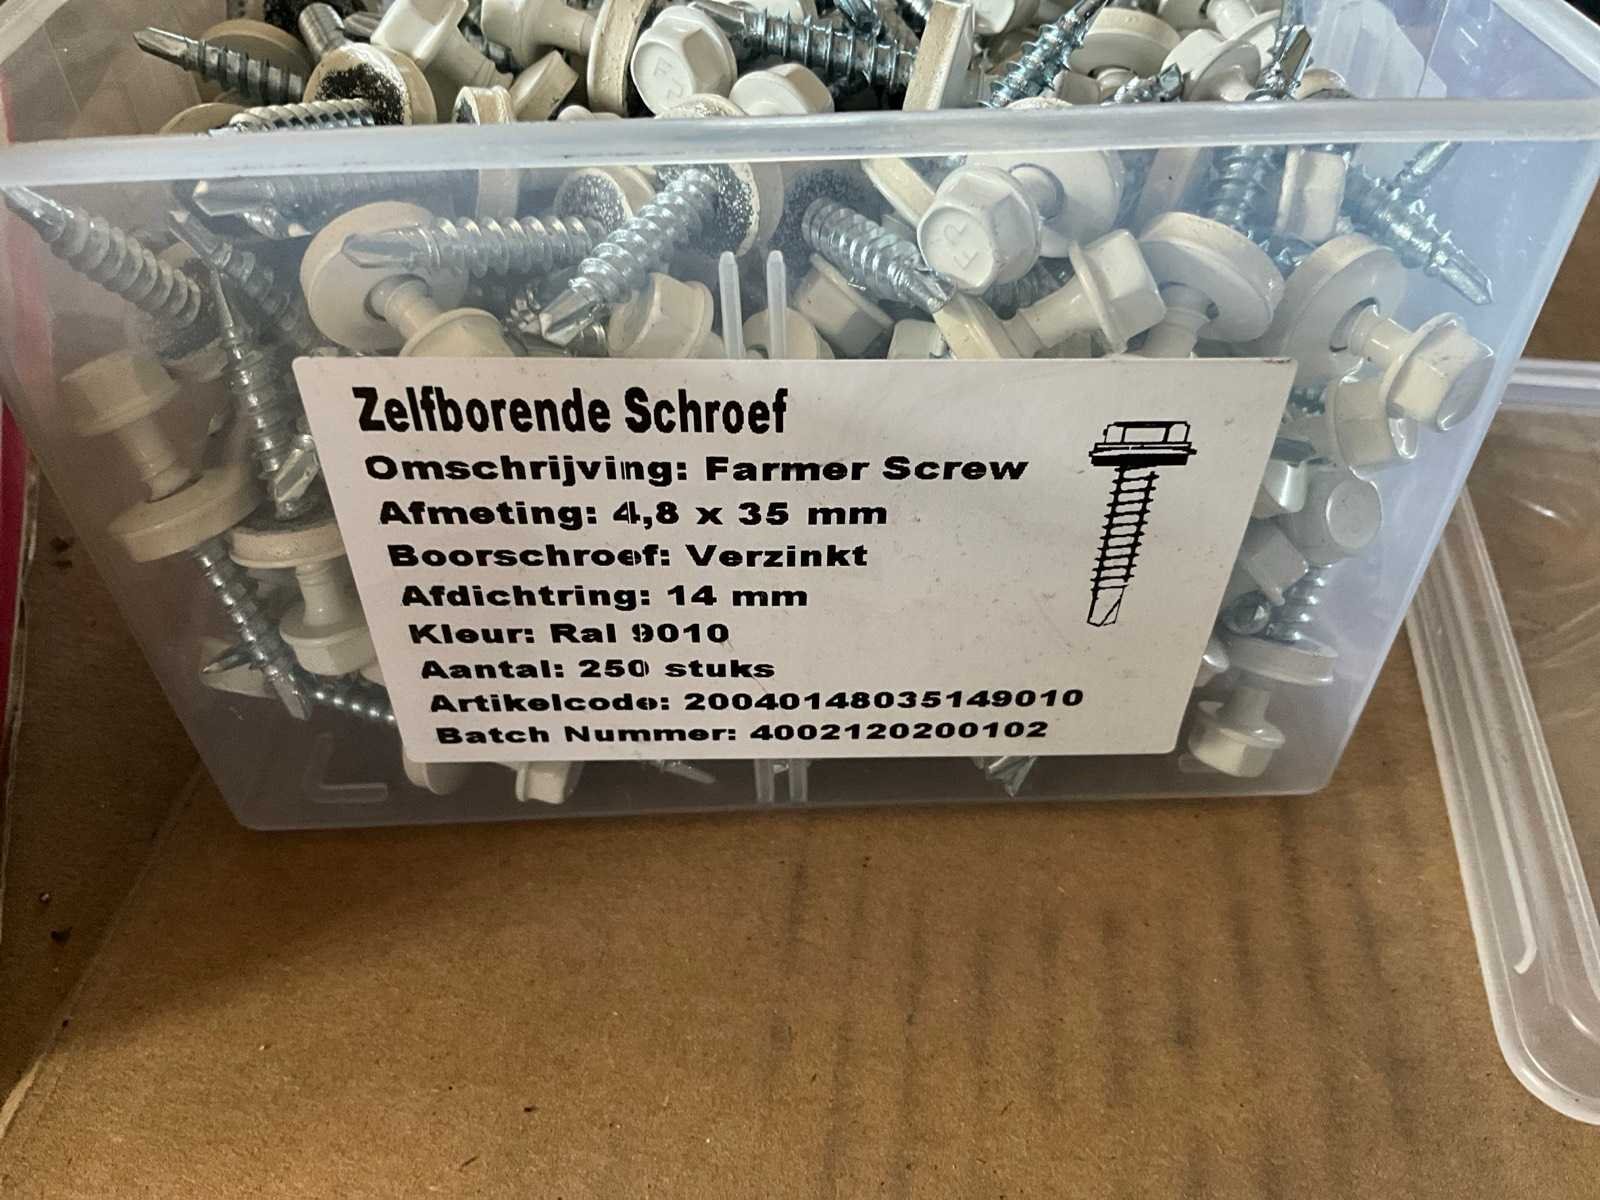 Zelfborende Schroef
Omschrijving: Farmer Screw
Afmeting: 4,8 x 35 mm
Boorschroef: Verzinkt
Afdichtring: 14 mm
Kleur: Ral 9010
Aantal: 250 stuks
Artikelcode: 20040148035149010
Batch Nummer: 4002120200102